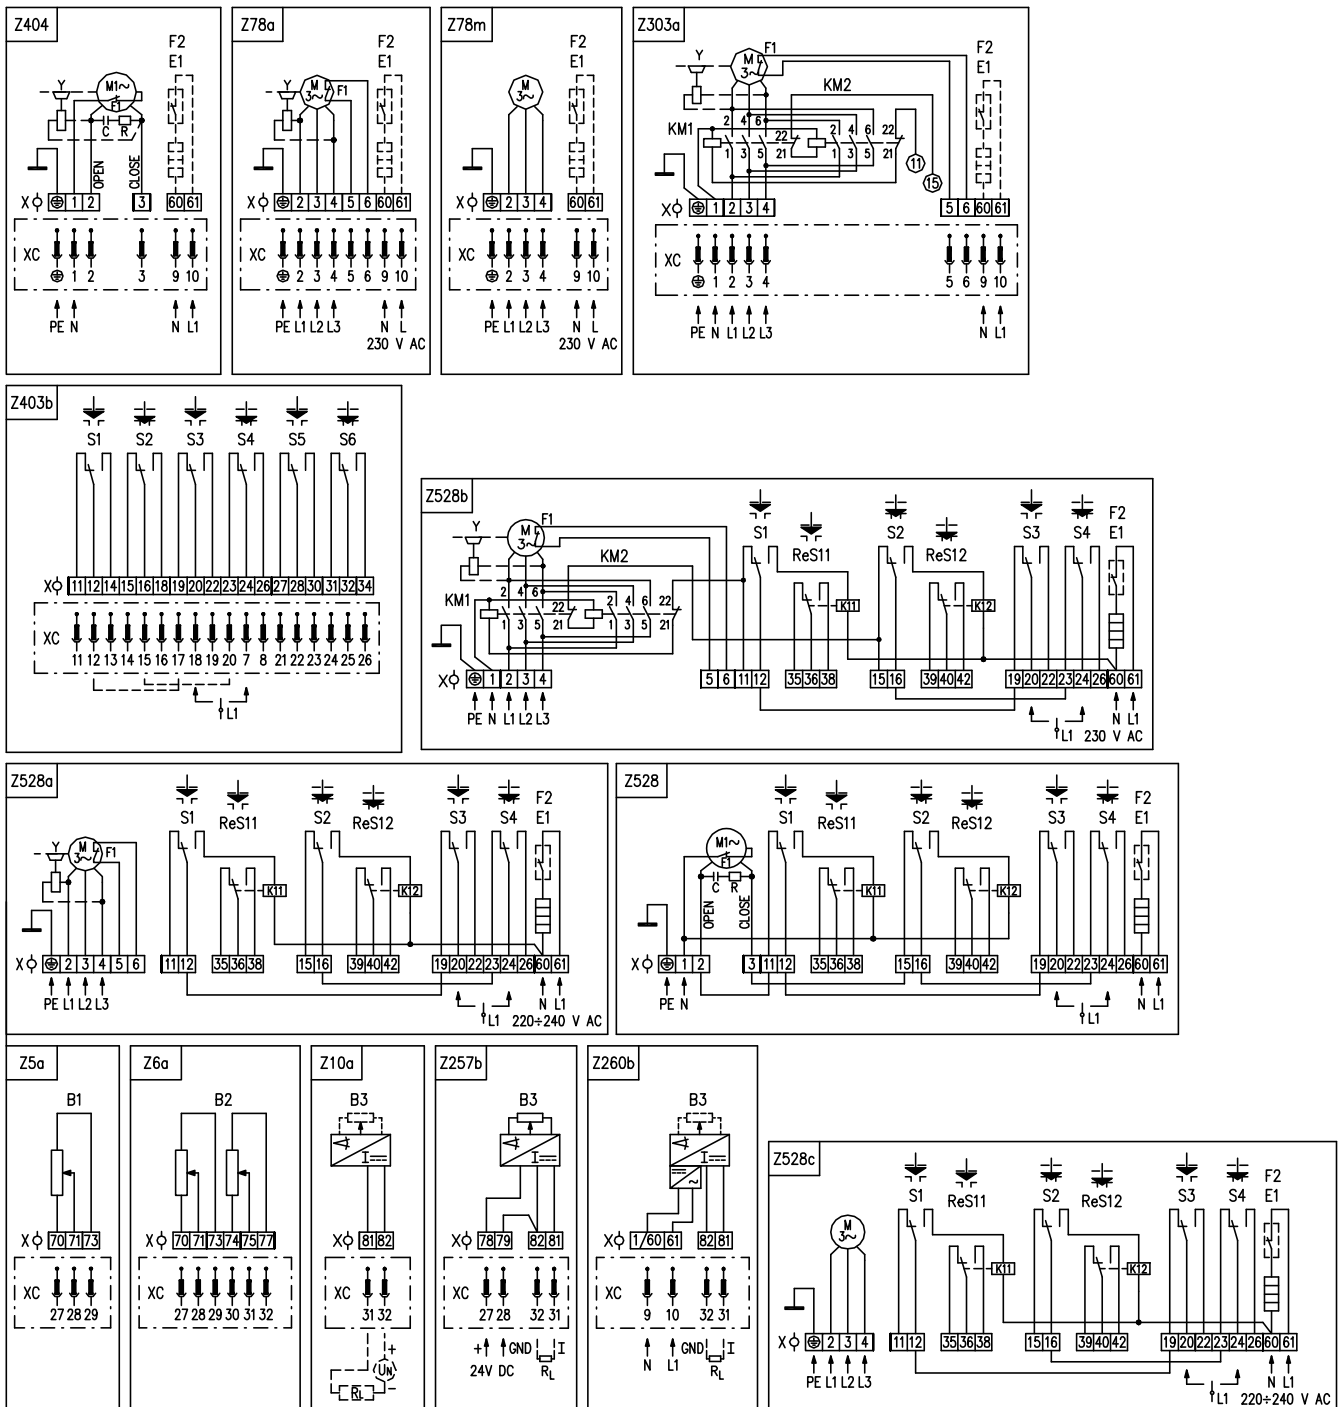 Z404
F2
E1
Y
M1~
F1
C R
OPEN
CLOSE
X 1 2 3 60 61
XC
1 2 3 9 10
PE N N L1
Z78a
F2
E1
Y
M
3~
F1
X 2 3 4 5 6 60 61
XC
2 3 4 5 6 9 10
PE L1 L2 L3 N L
230 V AC
Z78m
F2
E1
M
3~
X 2 3 4 60 61
XC
2 3 4 9 10
PE L1 L2 L3 N L
230 V AC
Z303a
F2
E1
Y
M
3~
F1
KM2
KM1
2 4 6 22 2 4 6 22
1 3 5 21 1 3 5 21
11
15
X 1 2 3 4 5 6 60 61
XC
1 2 3 4 5 6 9 10
PE N L1 L2 L3 N L1
Z403b
S1 S2 S3 S4 S5 S6
X 11 12 14 15 16 18 19 20 22 23 24 26 27 28 30 31 32 34
XC
11 12 13 14 15 16 17 18 19 20 7 8 21 22 23 24 25 26
L1
Z528b
Y
M
3~
F1
KM2
KM1
2 4 6 22 2 4 6 22
1 3 5 21 1 3 5 21
S1
ReS11
K11
S2
ReS12
K12
S3 S4
F2
E1
X 1 2 3 4 5 6 11 12 35 36 38 15 16 39 40 42 19 20 22 23 24 26 60 61
PE N L1 L2 L3 N L1
L1 230 V AC
Z528a
Y
M
3~
F1
S1
ReS11
K11
S2
ReS12
K12
S3 S4
F2
E1
X 2 3 4 5 6 11 12 35 36 38 15 16 39 40 42 19 20 22 23 24 26 60 61
PE L1 L2 L3 N L1
L1 220÷240 V AC
Z528
M1~
F1
C R
OPEN
CLOSE
S1
ReS11
K11
S2
ReS12
K12
S3 S4
F2
E1
X 1 2 3 11 12 35 36 38 15 16 39 40 42 19 20 22 23 24 26 60 61
PE N L1 N L1
Z5a
B1
X 70 71 73
XC
27 28 29
Z6a
B2
X 70 71 73 74 75 77
XC
27 28 29 30 31 32
Z10a
B3
I
X 81 82
XC
31 32
+
UN
−
RL
Z257b
B3
I
X 78 79 82 81
XC
27 28 32 31
+ GND I
24V DC RL
Z260b
B3
I
~
X 1/60 61 82 81
XC
9 10 32 31
N L1 GND I
RL
Z528c
M
3~
S1
ReS11
K11
S2
ReS12
K12
S3 S4
F2
E1
X 2 3 4 11 12 35 36 38 15 16 39 40 42 19 20 22 23 24 26 60 61
PE L1 L2 L3 N L1
L1 220÷240 V AC